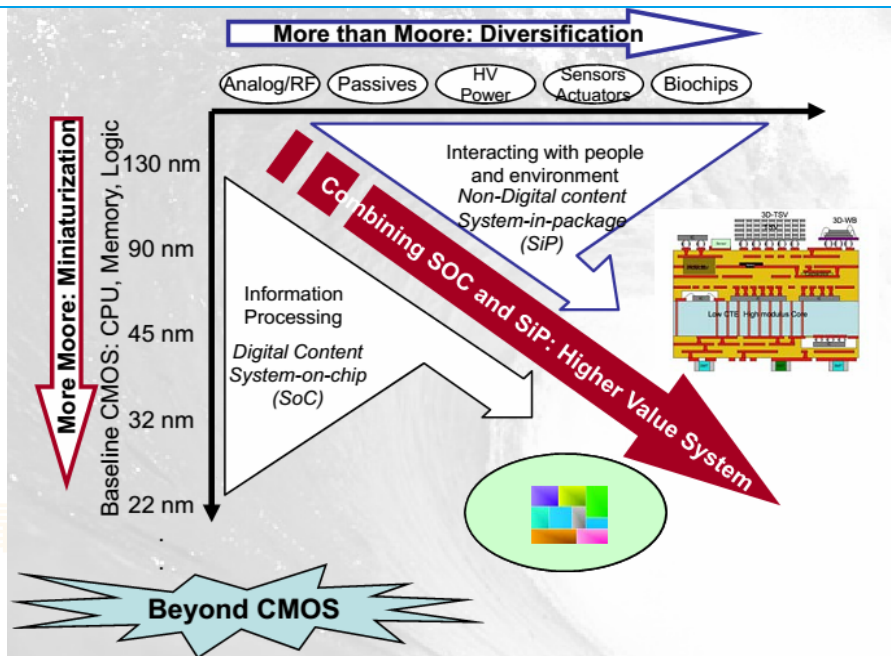 More than Moore: Diversification
Analog/RF
Passives
HV
Power
Sensors
Actuators
Biochips
More Moore: Miniaturization
Baseline CMOS: CPU, Memory, Logic
130 nm
90 nm
45 nm
32 nm
22 nm
.
.
Interacting with people
and environment
Non-Digital content
System-in-package
(SiP)
Combining SOC and SiP: Higher Value System
Information
Processing
Digital Content
System-on-chip
(SoC)
3D-TSV
3D-WB
Low CTE High modulus Core
Beyond CMOS